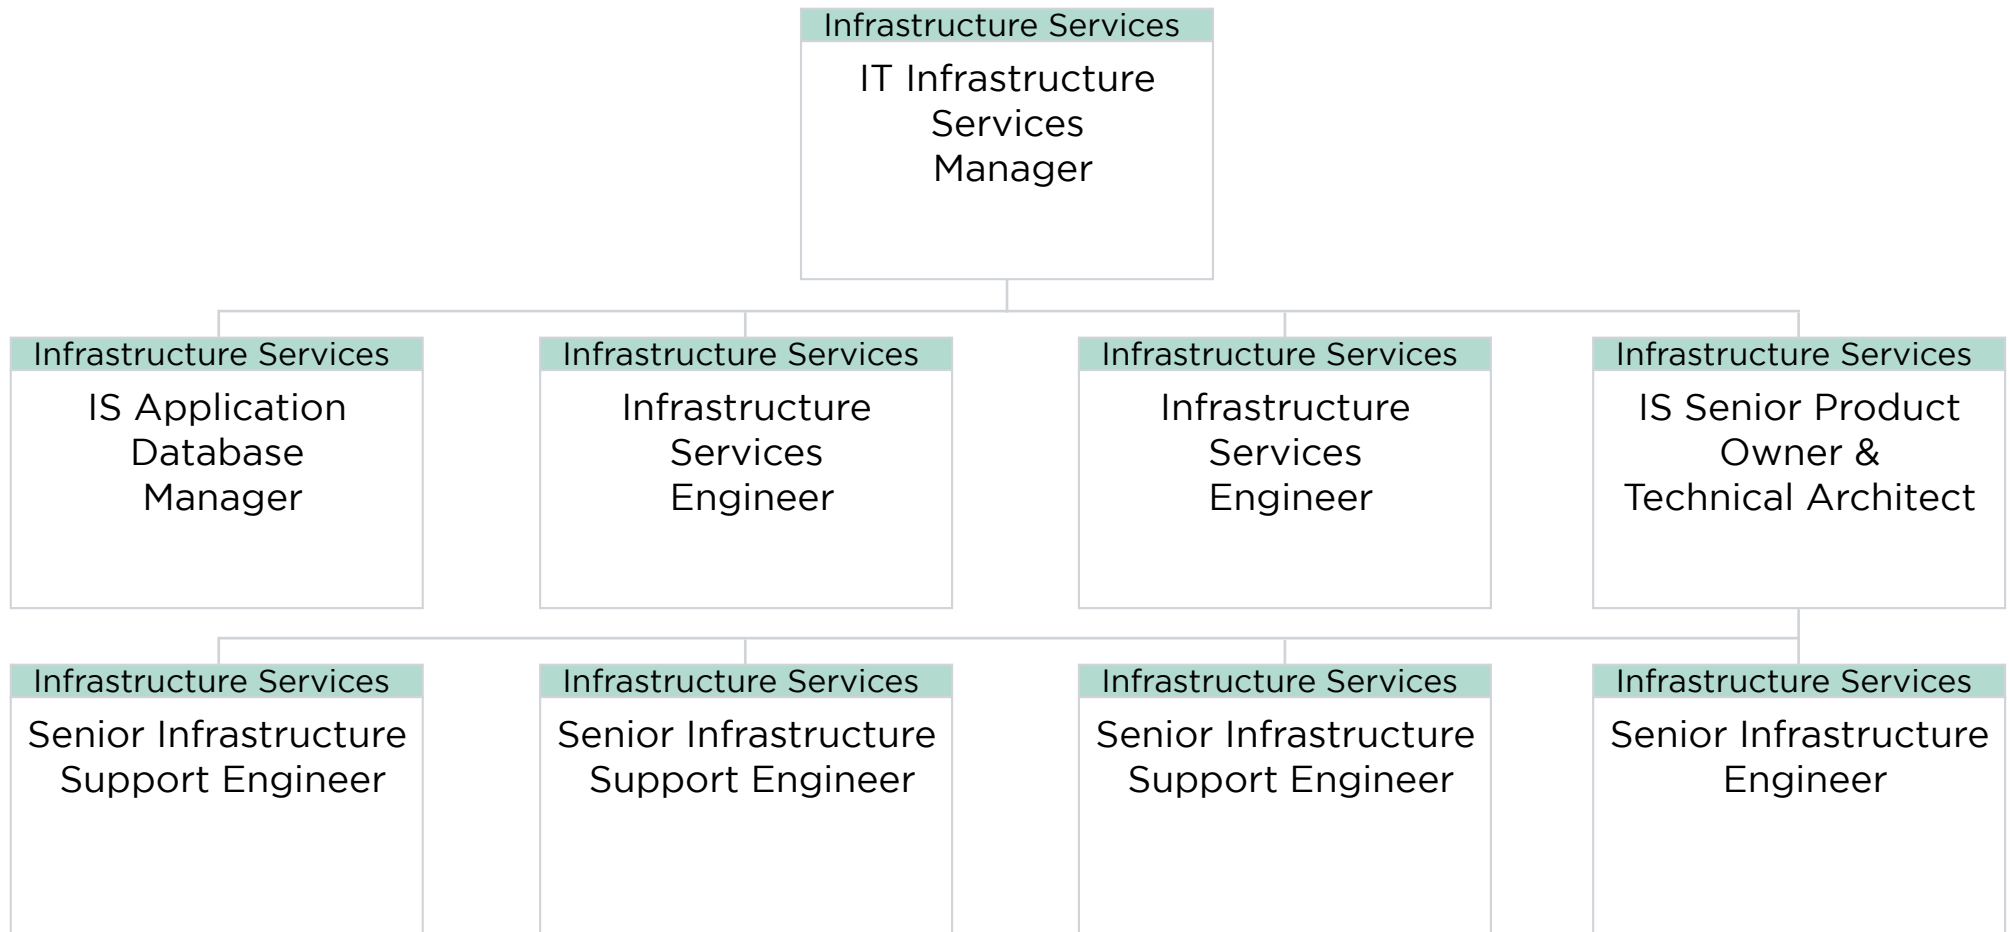 Infrastructure Services
IT Infrastructure
Services
Manager
Infrastructure Services
IS Application
Database
Manager
Infrastructure Services
Infrastructure
Services
Engineer
Infrastructure Services
Infrastructure
Services
Engineer
Infrastructure Services
IS Senior Product
Owner &
Technical Architect
Infrastructure Services
Senior Infrastructure
Support Engineer
Infrastructure Services
Senior Infrastructure
Support Engineer
Infrastructure Services
Senior Infrastructure
Support Engineer
Infrastructure Services
Senior Infrastructure
Engineer